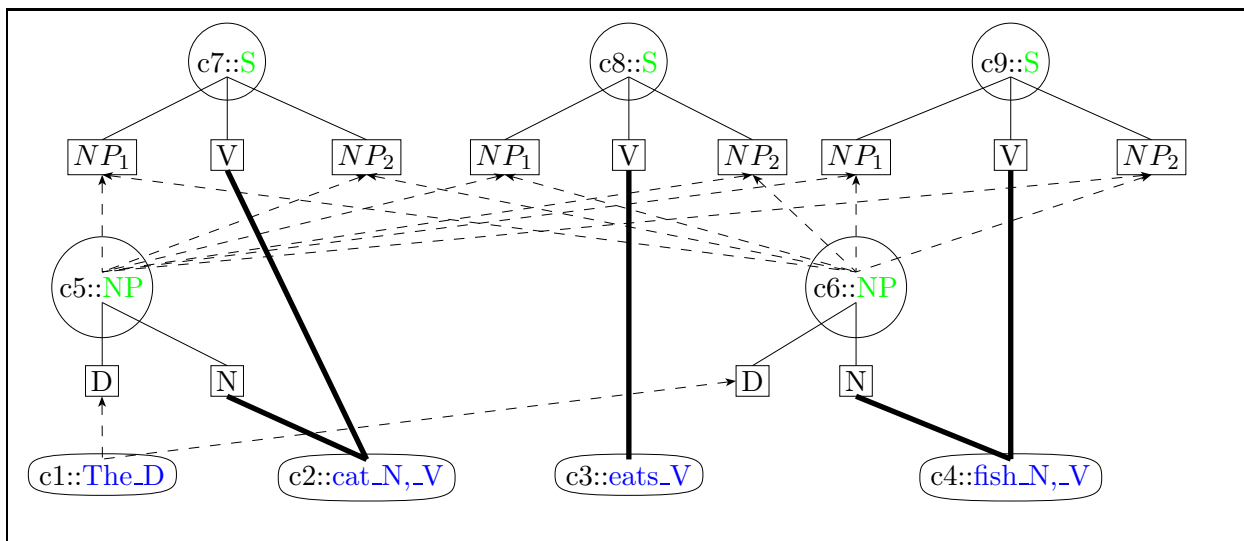 c7::S c8::S c9::S
NP1 V NP2 NP1 V NP2 NP1 V NP2
c5::NP c6::NP
D N D N
c1::The_D c2::cat_N,_V c3::eats_V c4::fish_N,_V